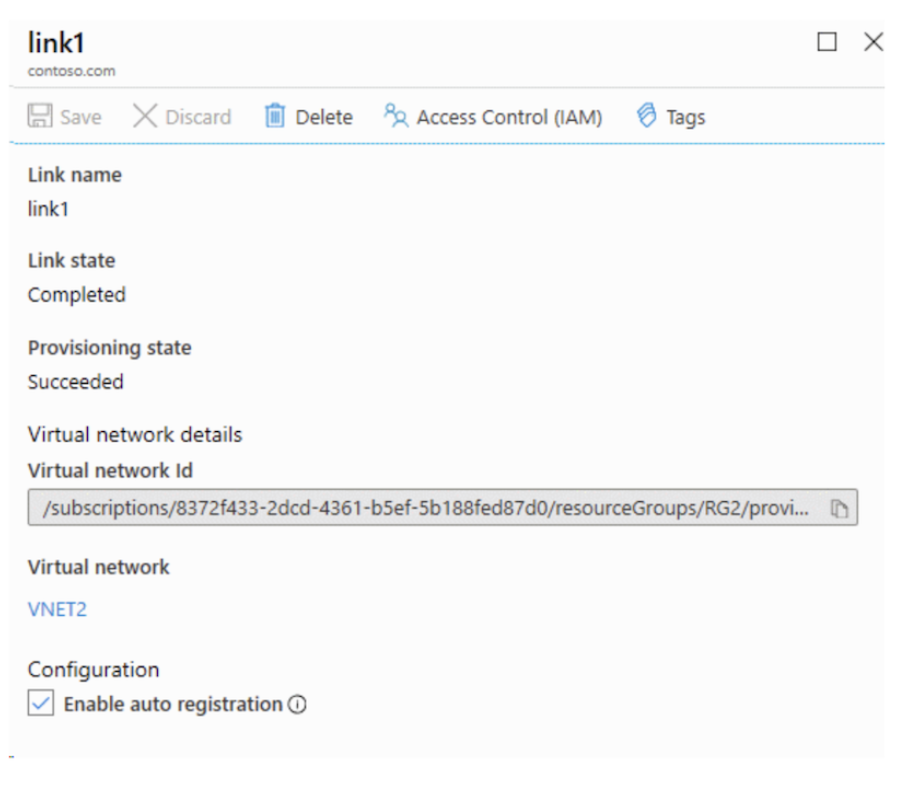 link1
contoso.com
Save Discard Delete Access Control (IAM) Tags
Link name
link1
Link state
Completed
Provisioning state
Succeeded
Virtual network details
Virtual network Id
/subscriptions/8372f433-2dcd-4361-b5ef-5b188fed87d0/resourceGroups/RG2/provi...
Virtual network
VNET2
Configuration
Enable auto registration